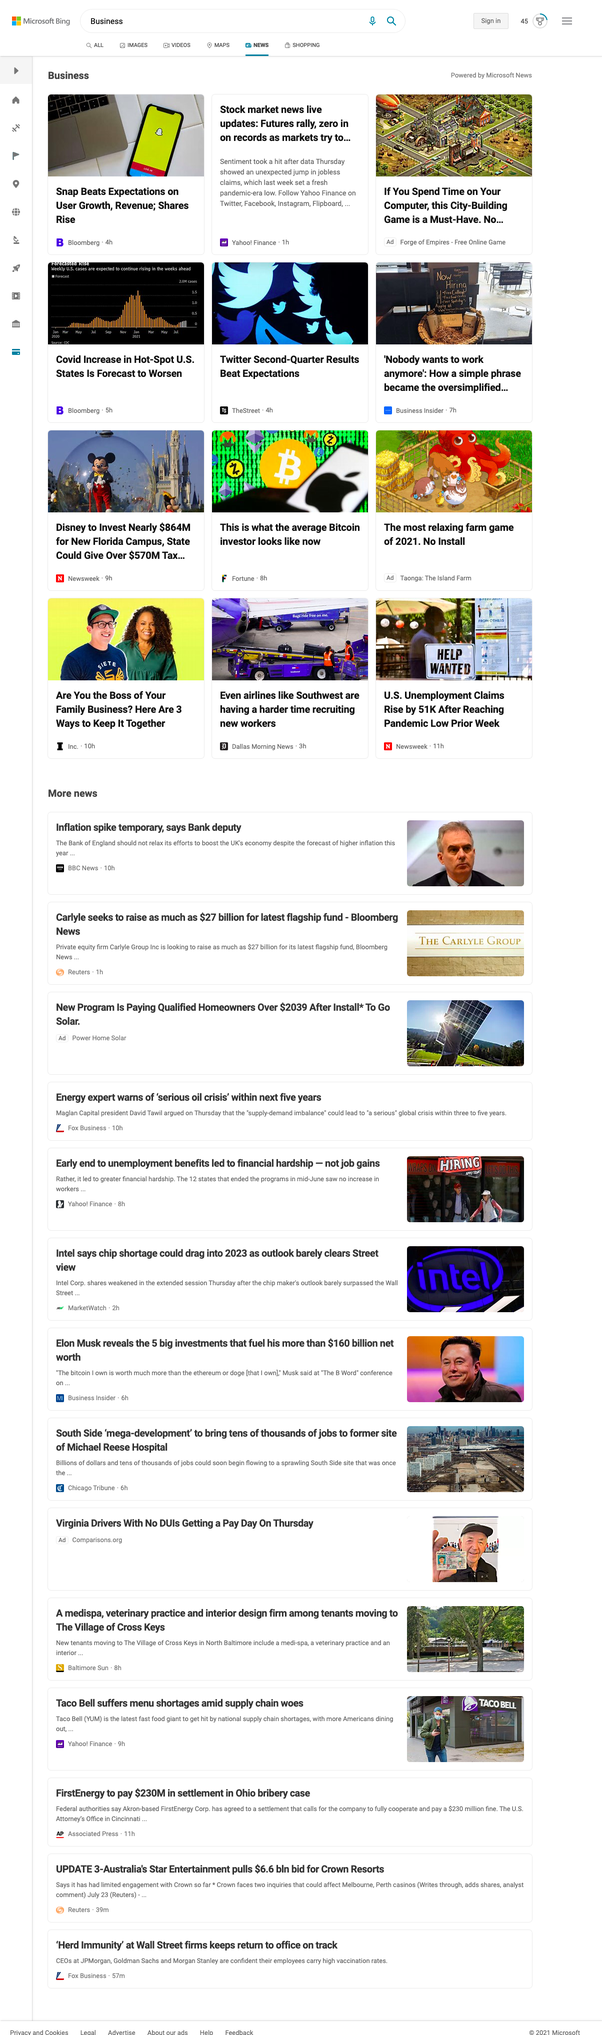 Microsoft Bing
Business
Sign in
45
ALL
IMAGES
VIDEOS
MAPS
NEWS
SHOPPING
Business
Powered by Microsoft News
Snap Beats Expectations on
User Growth, Revenue; Shares
Rise
Bloomberg · 4h
Stock market news live
updates: Futures rally, zero in
on records as markets try to...
Sentiment took a hit after data Thursday
showed an unexpected jump in jobless
claims, which last week set a fresh
pandemic-era low. Follow Yahoo Finance on
Twitter, Facebook, Instagram, Flipboard, ...
Yahoo! Finance · 1h
If You Spend Time on Your
Computer, this City-Building
Game is a Must-Have. No...
Ad Forge of Empires - Free Online Game
Forecasted Rise
Weekly U.S. cases are expected to continue rising in the weeks ahead
Forecast
Covid Increase in Hot-Spot U.S.
States Is Forecast to Worsen
Bloomberg · 5h
Twitter Second-Quarter Results
Beat Expectations
TheStreet · 4h
Now
Hiring
'Nobody wants to work
anymore': How a simple phrase
became the oversimplified...
Business Insider · 7h
Disney to Invest Nearly $864M
for New Florida Campus, State
Could Give Over $570M Tax...
Newsweek · 9h
This is what the average Bitcoin
investor looks like now
Fortune · 8h
The most relaxing farm game
of 2021. No Install
Ad Taonga: The Island Farm
Are You the Boss of Your
Family Business? Here Are 3
Ways to Keep It Together
Inc. · 10h
Even airlines like Southwest are
having a harder time recruiting
new workers
Dallas Morning News · 3h
HELP
WANTED
U.S. Unemployment Claims
Rise by 51K After Reaching
Pandemic Low Prior Week
Newsweek · 11h
More news
Inflation spike temporary, says Bank deputy
The Bank of England should not relax its efforts to boost the UK's economy despite the forecast of higher inflation this
year ...
BBC News · 10h
Carlyle seeks to raise as much as $27 billion for latest flagship fund - Bloomberg
News
Private equity firm Carlyle Group Inc is looking to raise as much as $27 billion for its latest flagship fund, Bloomberg
News ...
Reuters · 1h
THE CARLYLE GROUP
New Program Is Paying Qualified Homeowners Over $2039 After Install* To Go
Solar.
Ad Power Home Solar
Energy expert warns of 'serious oil crisis' within next five years
Maglan Capital president David Tawil argued on Thursday that the "supply-demand imbalance" could lead to "a serious" global crisis within three to five years.
Fox Business · 10h
Early end to unemployment benefits led to financial hardship — not job gains
Rather, it led to greater financial hardship. The 12 states that ended the programs in mid-June saw no increase in
workers ...
Yahoo! Finance · 8h
HIRING
Intel says chip shortage could drag into 2023 as outlook barely clears Street
view
Intel Corp. shares weakened in the extended session Thursday after the chip maker's outlook barely surpassed the Wall
Street ...
MarketWatch · 2h
intel
Elon Musk reveals the 5 big investments that fuel his more than $160 billion net
worth
"The bitcoin I own is worth much more than the ethereum or doge [that I own]," Musk said at "The B Word" conference
on ...
Business Insider · 6h
South Side 'mega-development' to bring tens of thousands of jobs to former site
of Michael Reese Hospital
Billions of dollars and tens of thousands of jobs could soon begin flowing to a sprawling South Side site that was once
the ...
Chicago Tribune · 6h
Virginia Drivers With No DUIs Getting a Pay Day On Thursday
Ad Comparisons.org
A medispa, veterinary practice and interior design firm among tenants moving to
The Village of Cross Keys
New tenants moving to The Village of Cross Keys in North Baltimore include a medi-spa, a veterinary practice and an
interior ...
Baltimore Sun · 8h
Taco Bell suffers menu shortages amid supply chain woes
Taco Bell (YUM) is the latest fast food giant to get hit by national supply chain shortages, with more Americans dining
out, ...
Yahoo! Finance · 9h
TACO BELL
FirstEnergy to pay $230M in settlement in Ohio bribery case
Federal authorities say Akron-based FirstEnergy Corp. has agreed to a settlement that calls for the company to fully cooperate and pay a $230 million fine. The U.S.
Attorney's Office in Cincinnati ...
AP Associated Press · 11h
UPDATE 3-Australia's Star Entertainment pulls $6.6 bln bid for Crown Resorts
Says it has had limited engagement with Crown so far * Crown faces two inquiries that could affect Melbourne, Perth casinos (Writes through, adds shares, analyst
comment) July 23 (Reuters) - ...
Reuters · 39m
'Herd Immunity' at Wall Street firms keeps return to office on track
CEOs at JPMorgan, Goldman Sachs and Morgan Stanley are confident their employees carry high vaccination rates.
Fox Business · 57m
Privacy and Cookies
Legal
Advertise
About our ads
Help
Feedback
© 2021 Microsoft